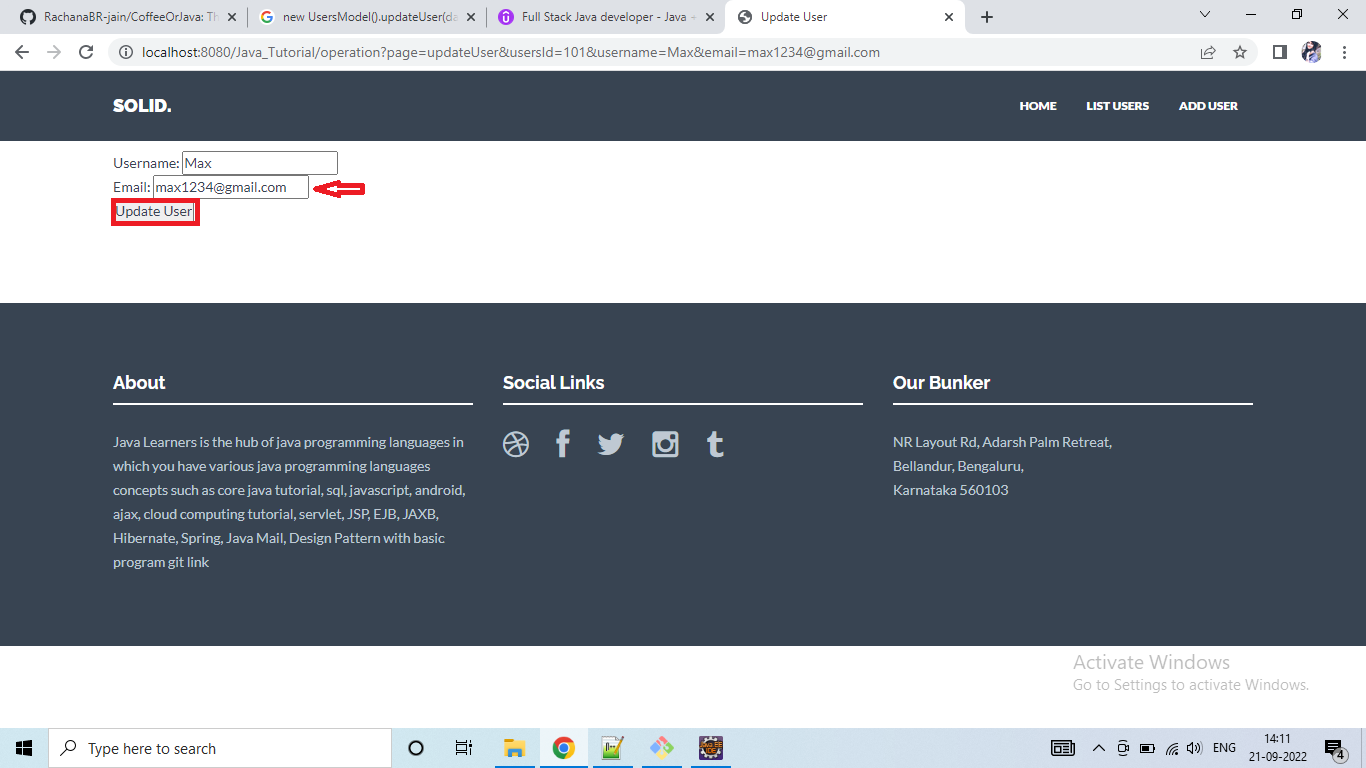 RachanaBR-jain/CoffeeOrJava: Th
new UsersModel().updateUser(da
Full Stack Java developer - Java +
Update User
localhost:8080/Java_Tutorial/operation?page=updateUser&usersId=101&username=Max&email=max1234@gmail.com
SOLID.
HOME
LIST USERS
ADD USER
Username: Max
Email: max1234@gmail.com
Update User
About
Social Links
Our Bunker
Java Learners is the hub of java programming languages in
which you have various java programming languages
concepts such as core java tutorial, sql, javascript, android,
ajax, cloud computing tutorial, servlet, JSP, EJB, JAXB,
Hibernate, Spring, Java Mail, Design Pattern with basic
program git link
NR Layout Rd, Adarsh Palm Retreat,
Bellandur, Bengaluru,
Karnataka 560103
Activate Windows
Go to Settings to activate Windows.
Type here to search
ENG
14:11
21-09-2022
4